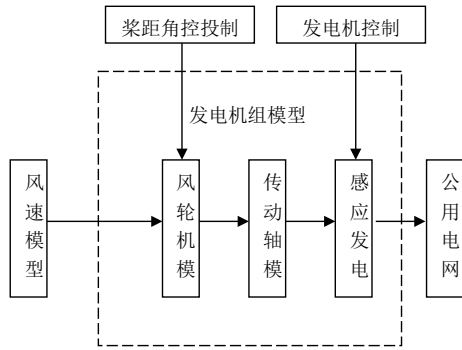 桨距角控投制
发电机控制
发电机组模型
风速模型
风轮机模
传动轴模
感应发电
公用电网